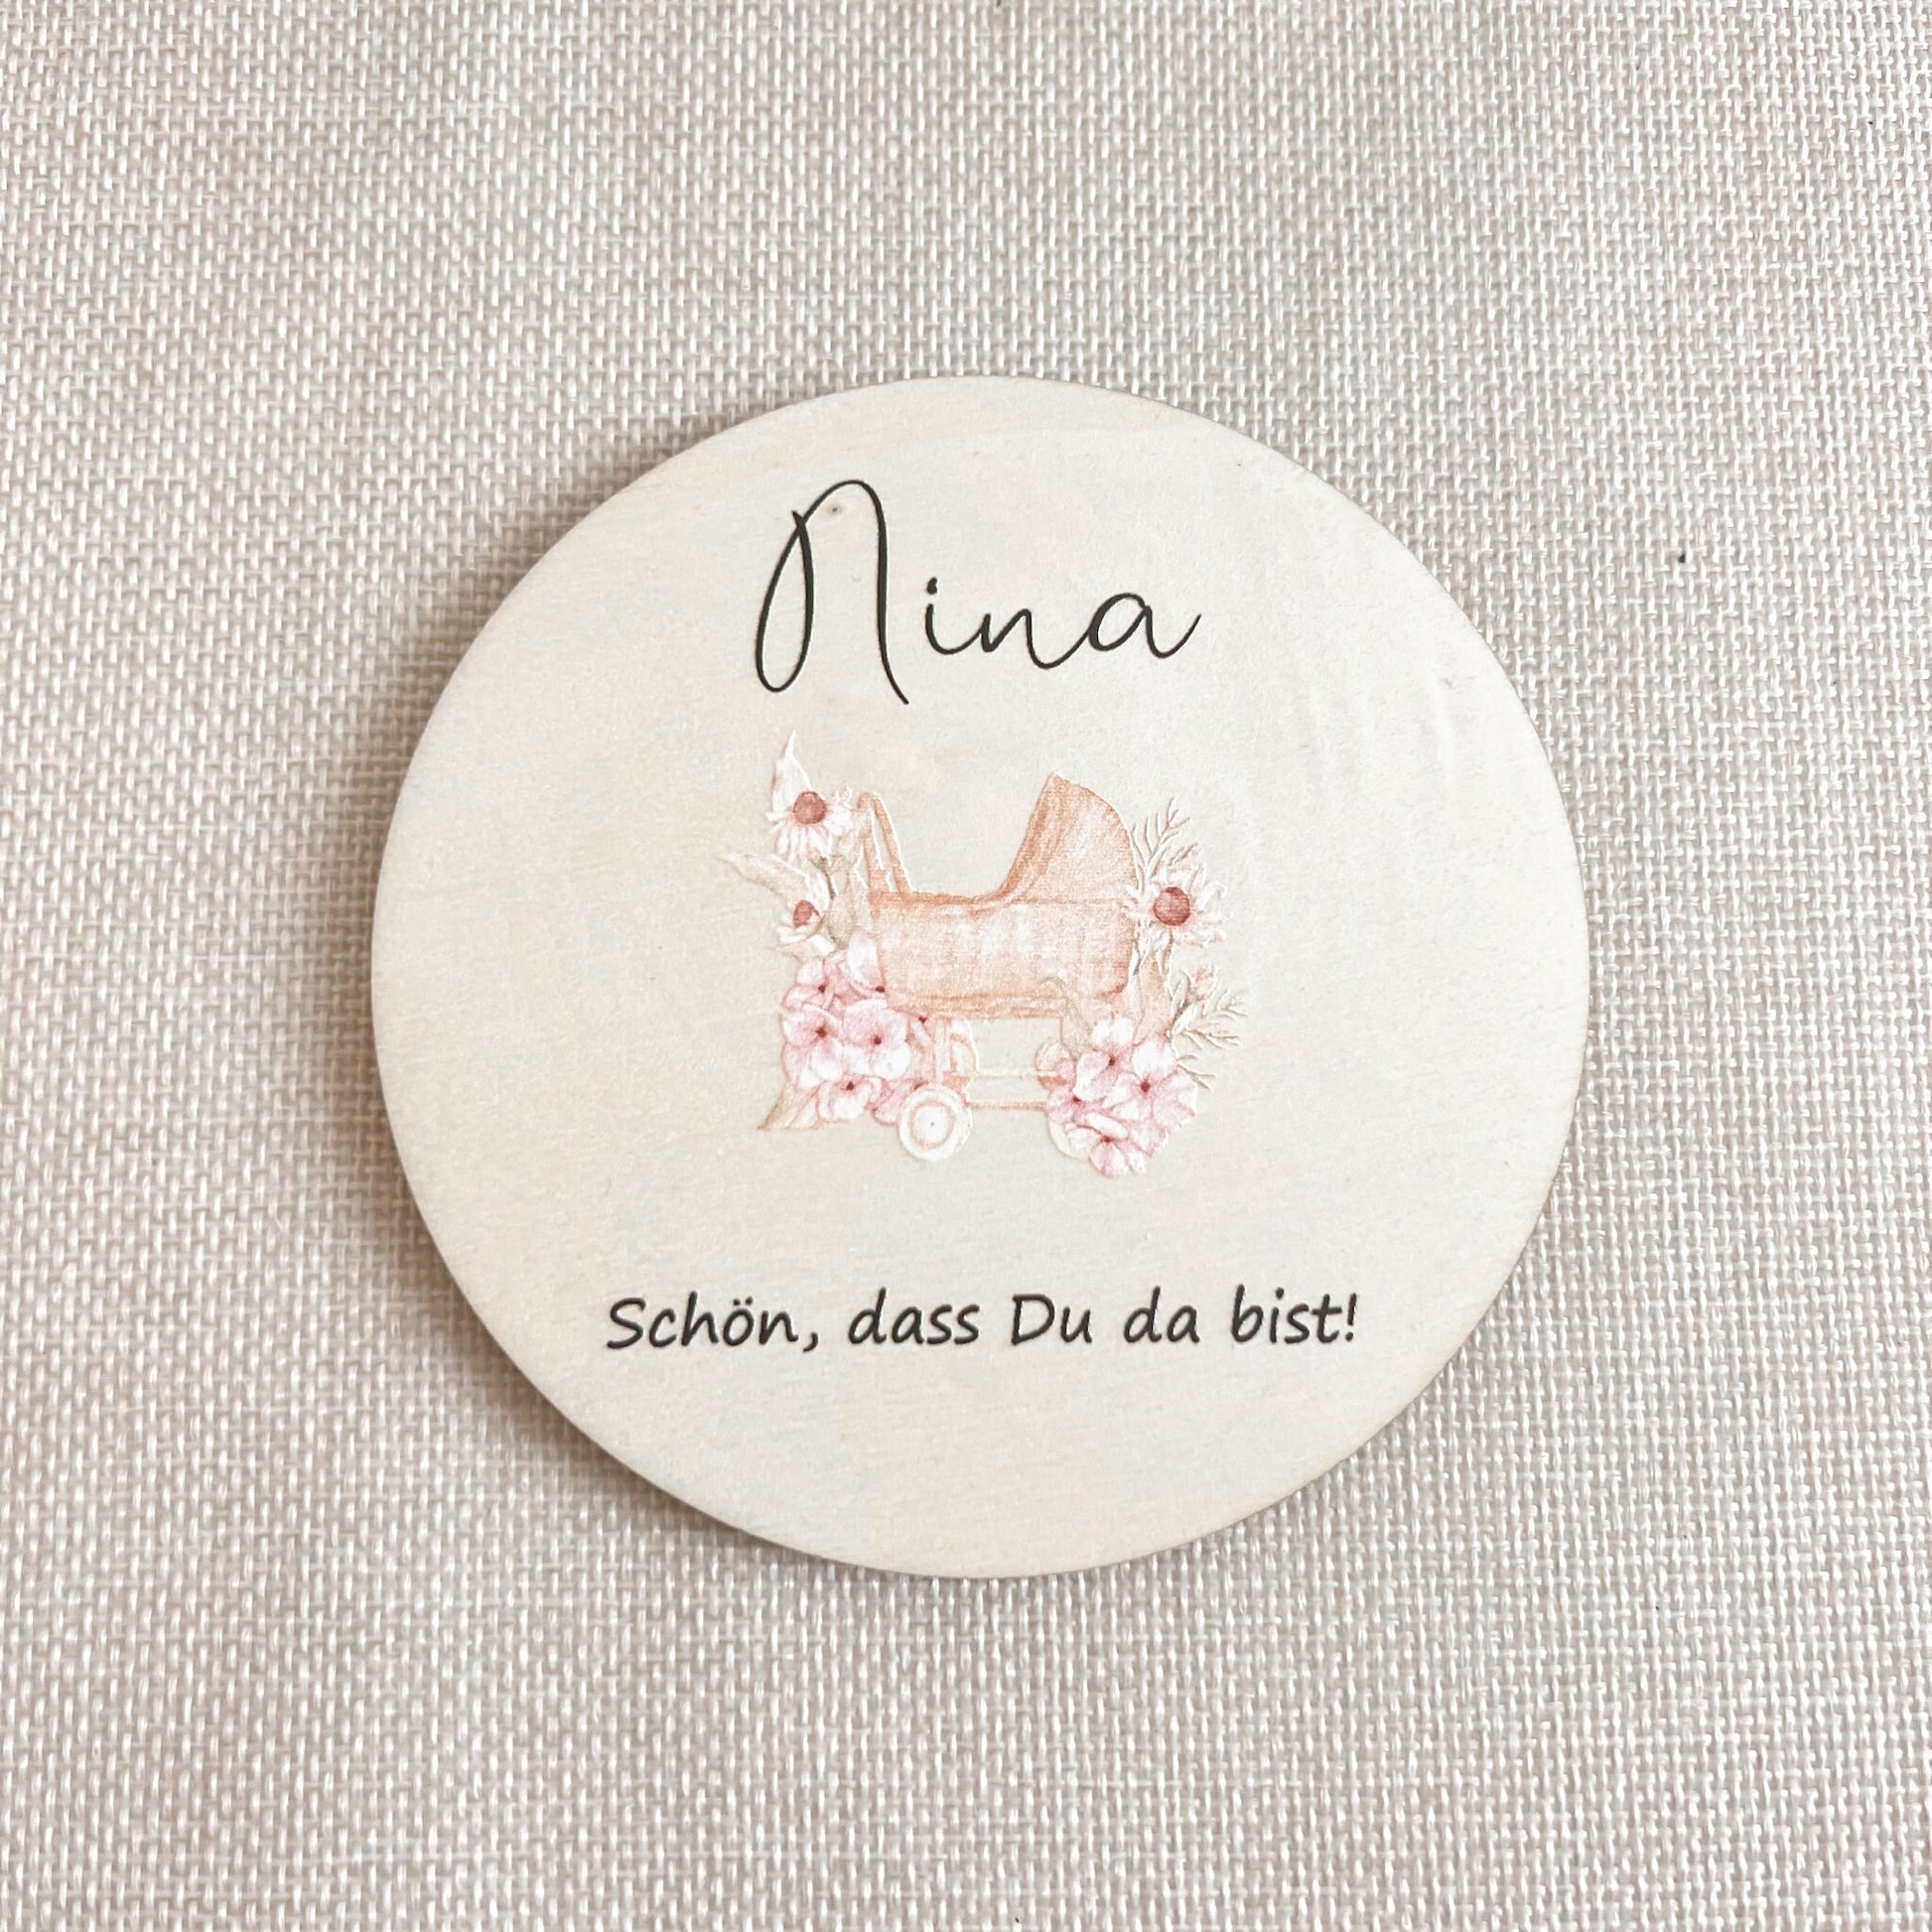 Nina
Schön, dass Du da bist!